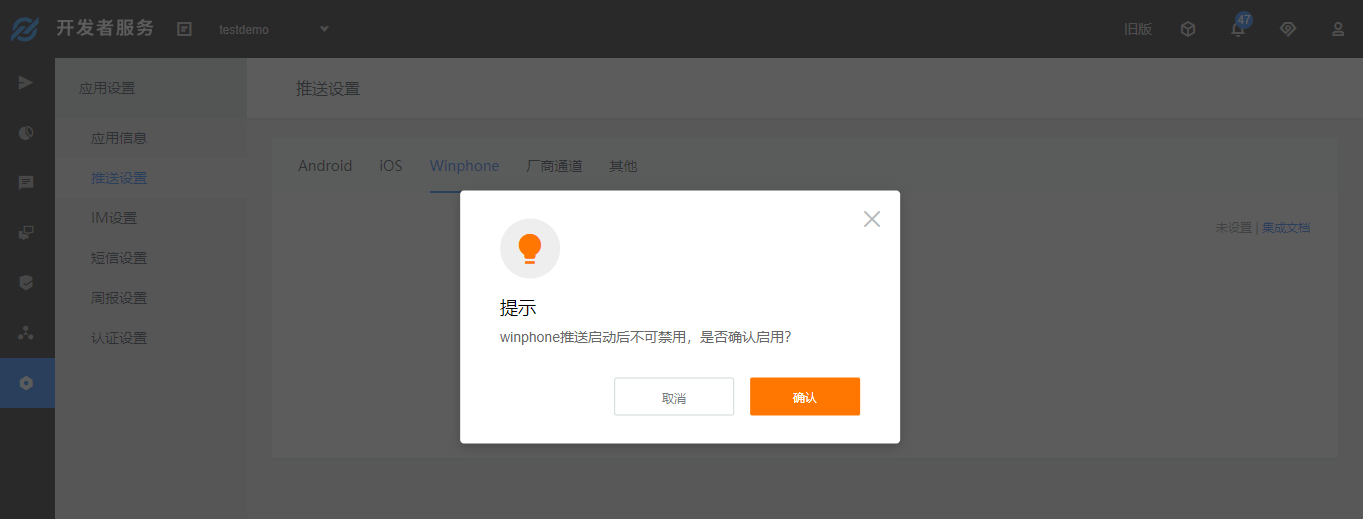 开发者服务
testdemo
旧版
47
应用设置
应用信息
推送设置
IM设置
短信设置
周报设置
认证设置
推送设置
Android iOS Winphone 厂商通道 其他
未设置 | 集成文档
提示
winphone推送启动后不可禁用，是否确认启用？
取消 确认